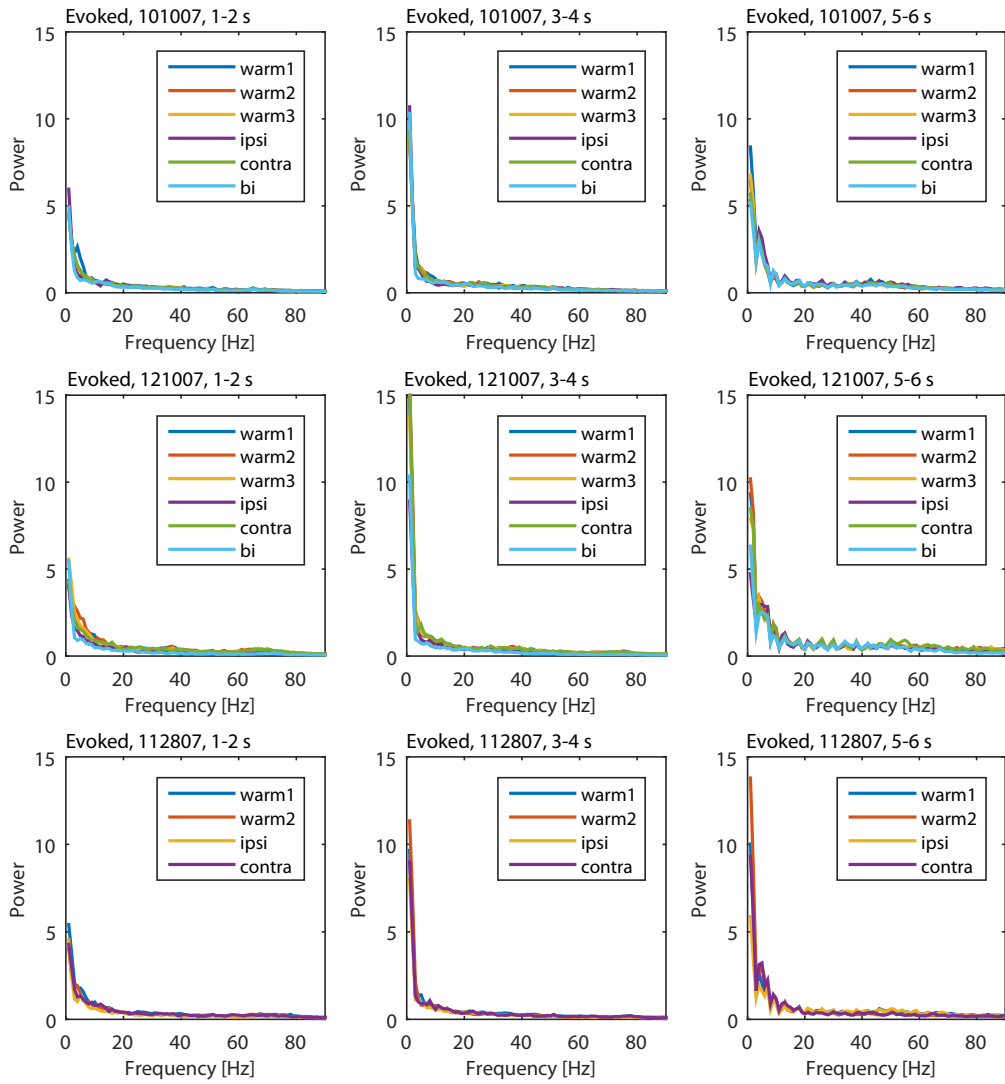 Evoked, 101007, 1-2 s
15
10
5
0
Power
warm1
warm2
warm3
ipsi
contra
bi
0 20 40 60 80
Frequency [Hz]
Evoked, 101007, 3-4 s
15
10
5
0
Power
warm1
warm2
warm3
ipsi
contra
bi
0 20 40 60 80
Frequency [Hz]
Evoked, 101007, 5-6 s
15
10
5
0
Power
warm1
warm2
warm3
ipsi
contra
bi
0 20 40 60 80
Frequency [Hz]
Evoked, 121007, 1-2 s
15
10
5
0
Power
warm1
warm2
warm3
ipsi
contra
bi
0 20 40 60 80
Frequency [Hz]
Evoked, 121007, 3-4 s
15
10
5
0
Power
warm1
warm2
warm3
ipsi
contra
bi
0 20 40 60 80
Frequency [Hz]
Evoked, 121007, 5-6 s
15
10
5
0
Power
warm1
warm2
warm3
ipsi
contra
bi
0 20 40 60 80
Frequency [Hz]
Evoked, 112807, 1-2 s
15
10
5
0
Power
warm1
warm2
ipsi
contra
0 20 40 60 80
Frequency [Hz]
Evoked, 112807, 3-4 s
15
10
5
0
Power
warm1
warm2
ipsi
contra
0 20 40 60 80
Frequency [Hz]
Evoked, 112807, 5-6 s
15
10
5
0
Power
warm1
warm2
ipsi
contra
0 20 40 60 80
Frequency [Hz]